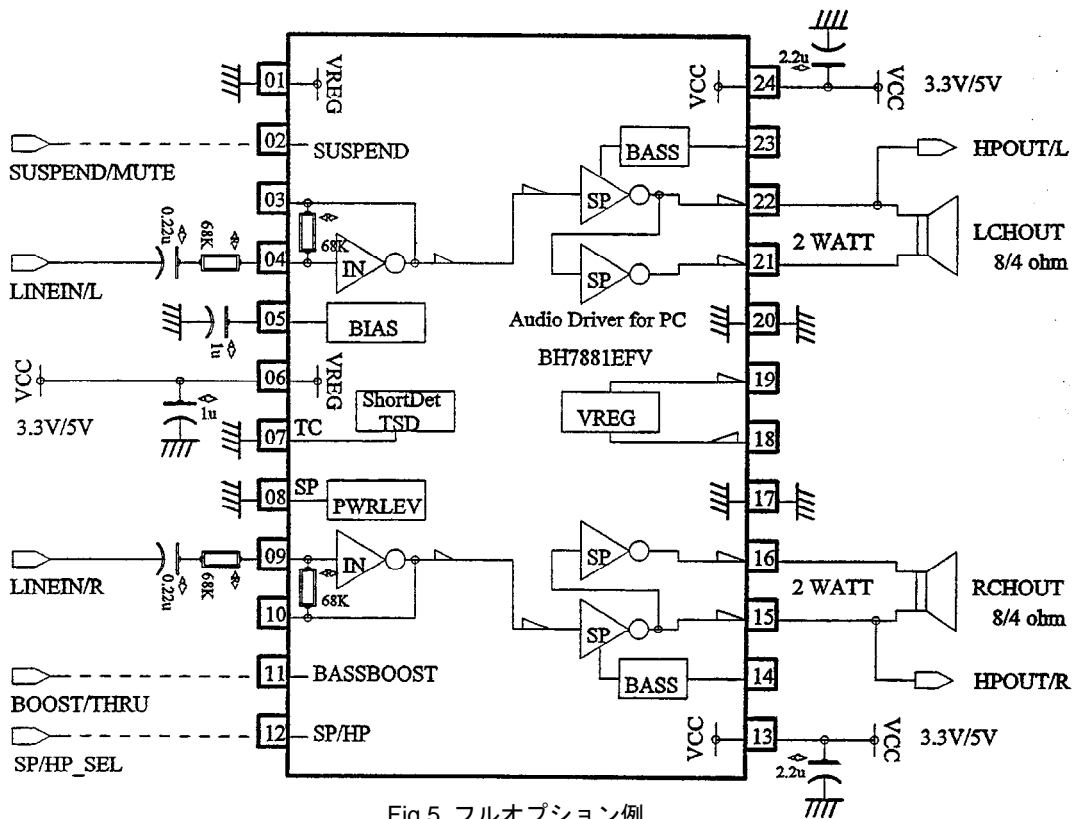 01
VREG
02
SUSPEND
SUSPEND/MUTE
03
0.22u
68K
68K
04
IN
LINEIN/L
05
BIAS
1u
VCC
3.3V/5V
06
VREG
1u
ShortDet
TSD
07
TC
08
SP
PWRLEV
09
IN
LINEIN/R
0.22u
68K
68K
10
11
BASSBOOST
BOOST/THRU
12
SP/HP
SP/HP_SEL
2.2u
VCC
24
VCC
3.3V/5V
BASS
23
HPOUT/L
SP
22
2 WATT
LCHOUT
8/4 ohm
SP
21
Audio Driver for PC
BH7881EFV
20
19
VREG
18
17
SP
16
2 WATT
RCHOUT
8/4 ohm
SP
15
BASS
14
HPOUT/R
VCC
13
VCC
3.3V/5V
2.2u
Fig.5 フルオプション例